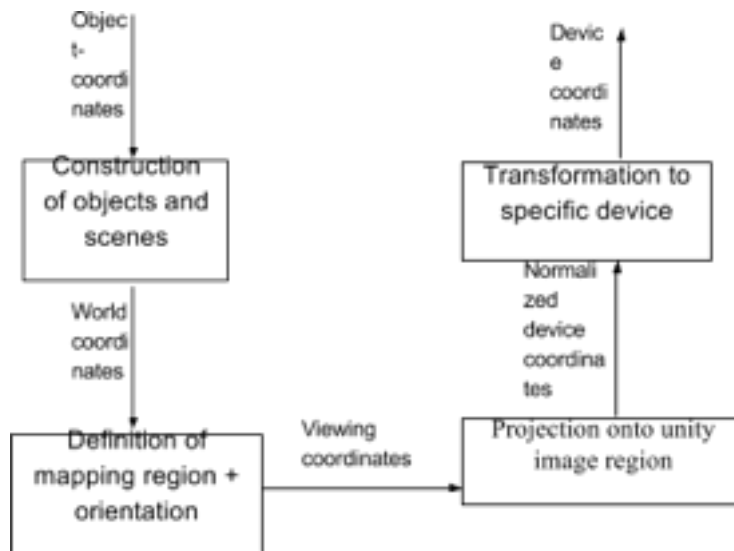 Objec
t-
coordi
nates
Construction
of objects and
scenes
World
coordi
nates
Definition of
mapping region +
orientation
Viewing
coordinates
Projection onto unity
image region
Normali
zed
device
coordina
tes
Transformation to
specific device
Devic
e
coordi
nates